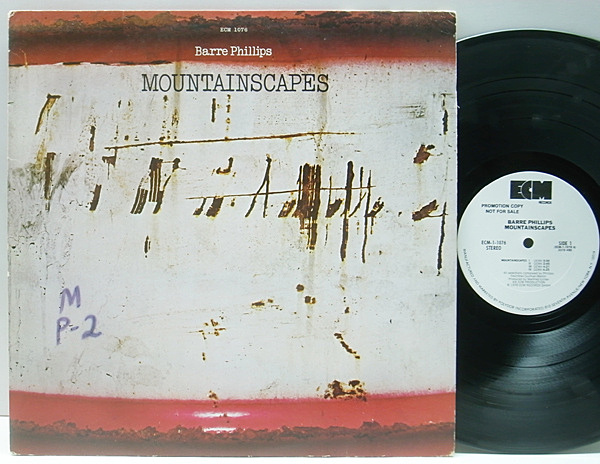 ECM 1076
Barre Phillips
MOUNTAINSCAPES
M
P-2
ECM
RECORDS
PROMOTION COPY
NOT FOR SALE
BARRE PHILLIPS
MOUNTAINSCAPES
ECM-1-1076
STEREO
SIDE 1
MOUNTAINSCAPES